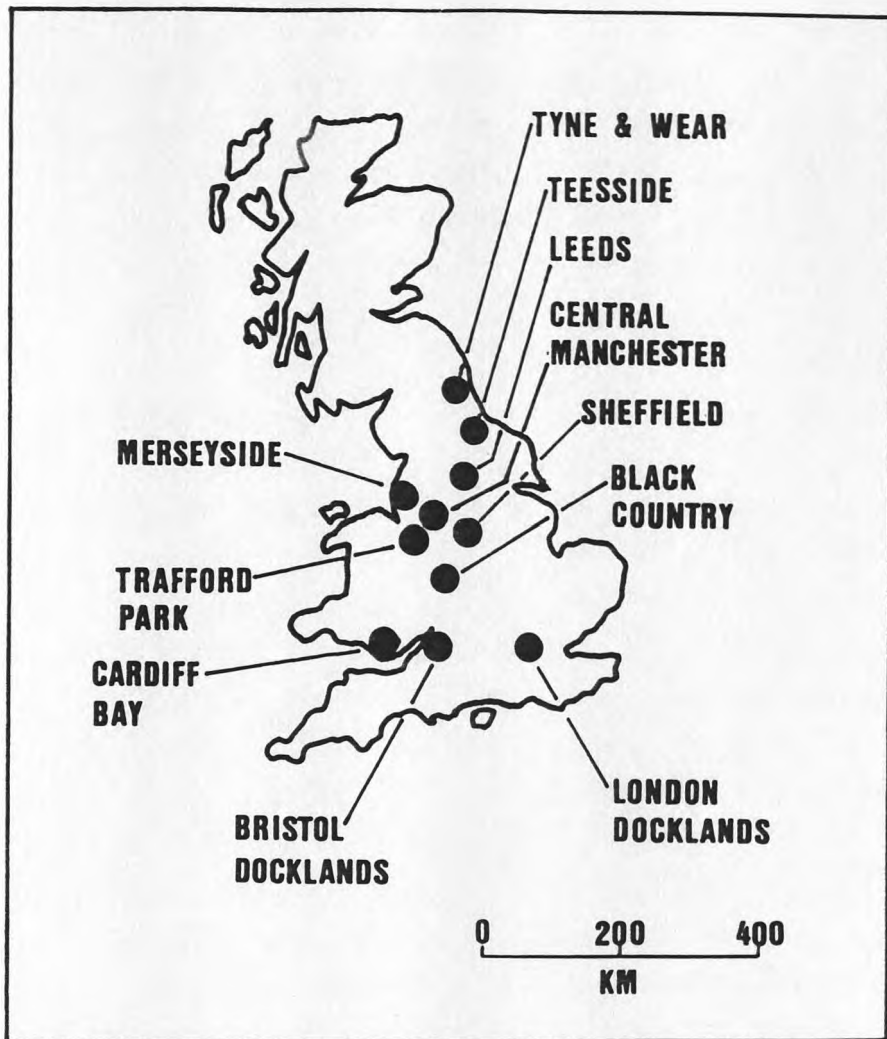 TYNE & WEAR
TEESSIDE
LEEDS
CENTRAL
MANCHESTER
SHEFFIELD
MERSEYSIDE
BLACK
COUNTRY
TRAFFORD
PARK
CARDIFF
BAY
BRISTOL
DOCKLANDS
LONDON
DOCKLANDS
0 200 400
KM